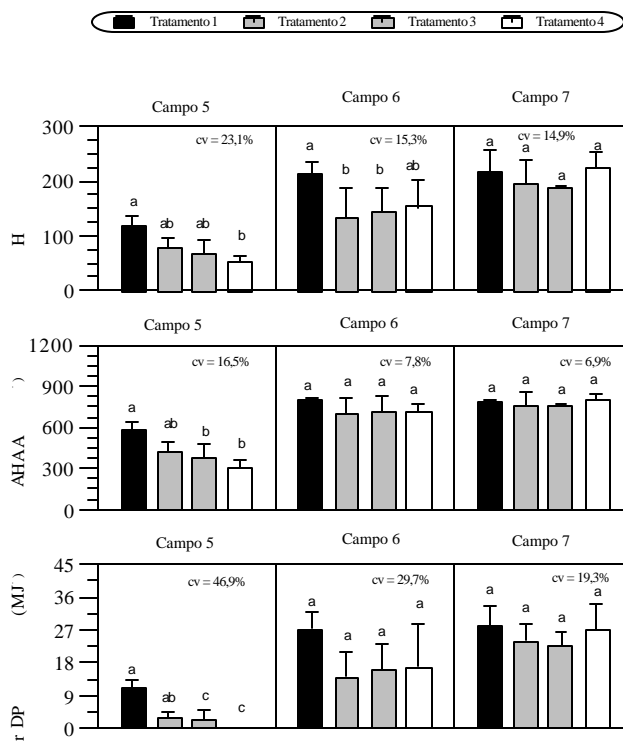 Tratamento 1 Tratamento 2 Tratamento 3 Tratamento 4
Campo 5 Campo 6 Campo 7
cv = 23,1% cv = 15,3% cv = 14,9%
300
200
100
0
H
a ab ab b
a b b ab
a a a a
Campo 5 Campo 6 Campo 7
cv = 16,5% cv = 7,8% cv = 6,9%
1200
900
600
300
0
AHAA )
a ab b b
a a a a
a a a a
Campo 5 Campo 6 Campo 7
cv = 46,9% cv = 29,7% cv = 19,3%
45
36
27
18
9
0
r DP (MJ )
a ab c c
a a a a
a a a a